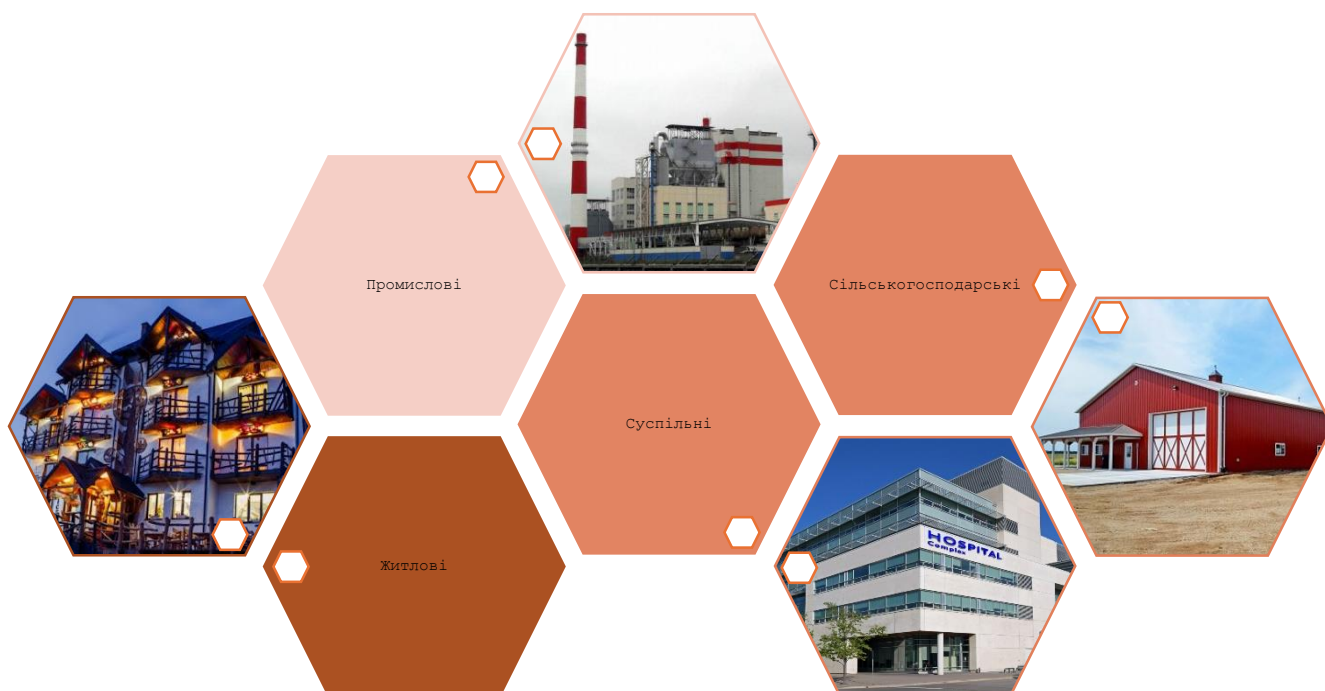 Промислові
Сільськогосподарські
Суспільні
HOSPITAL
Complex
Житлові